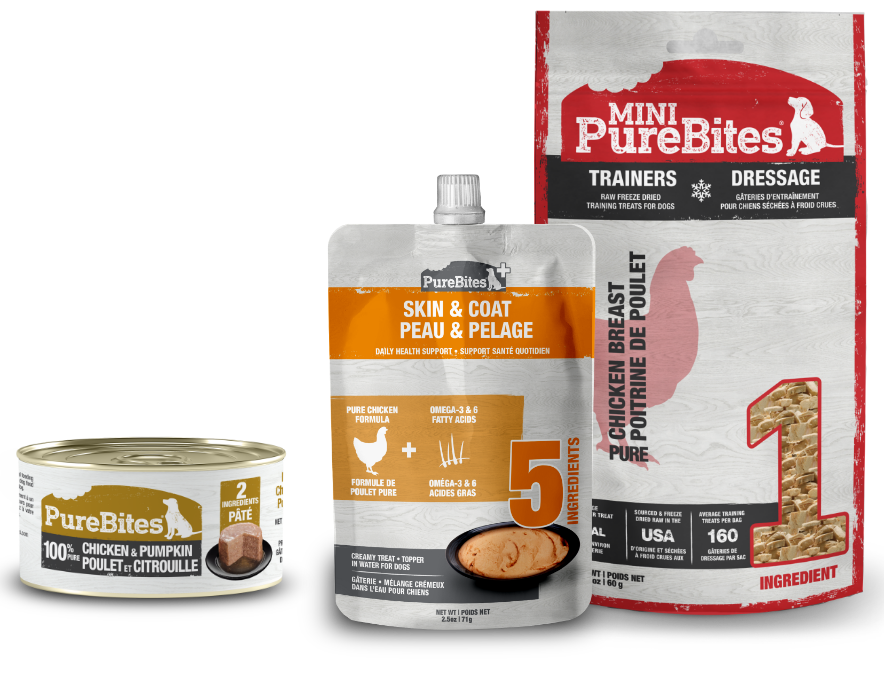 PureBites
2
INGREDIENTS
PÂTÉ
100% PURE
CHICKEN & PUMPKIN
POULET ET CITROUILLE
PureBites+
SKIN & COAT
PEAU & PELAGE
DAILY HEALTH SUPPORT • SUPPORT SANTÉ QUOTIDIEN
PURE CHICKEN
FORMULA
+
OMEGA-3 & 6
FATTY ACIDS
FORMULE DE
POULET PURE
OMÉGA-3 & 6
ACIDES GRAS
5
INGREDIENTS
CREAMY TREAT • TOPPER
IN WATER FOR DOGS
GÂTERIE • MÉLANGE CRÉMEUX
DANS L'EAU POUR CHIENS
NET WT | POIDS NET
2.5oz | 71g
MINI
PureBites®
TRAINERS
RAW FREEZE DRIED
TRAINING TREATS FOR DOGS
DRESSAGE
GÂTERIES D'ENTRAÎNEMENT
POUR CHIENS SÉCHÉES À FROID CRUES
PURE CHICKEN BREAST
POITRINE DE POULET
SOURCED & FREEZE
DRIED RAW IN THE
USA
D'ORIGINE ET SÉCHÉES
À FROID CRUES AUX
AVERAGE TRAINING
TREATS PER BAG
160
GÂTERIES DE
DRESSAGE PAR SAC
WT | POIDS NET
oz | 60 g
1
INGREDIENT